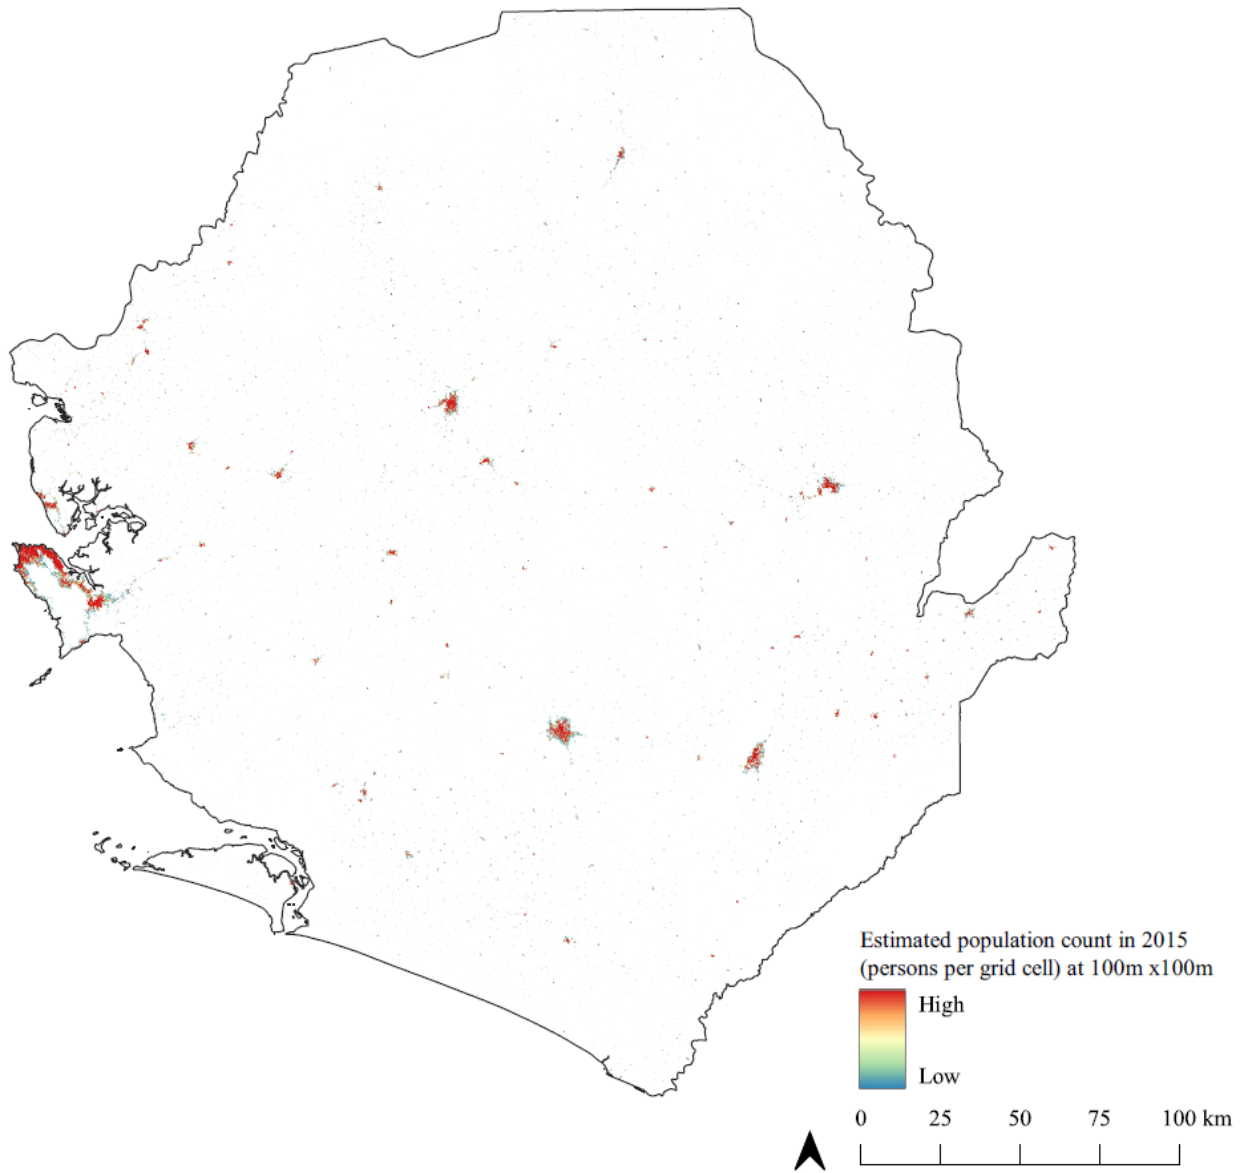 Estimated population count in 2015
(persons per grid cell) at 100m x100m
High
Low
0 25 50 75 100 km